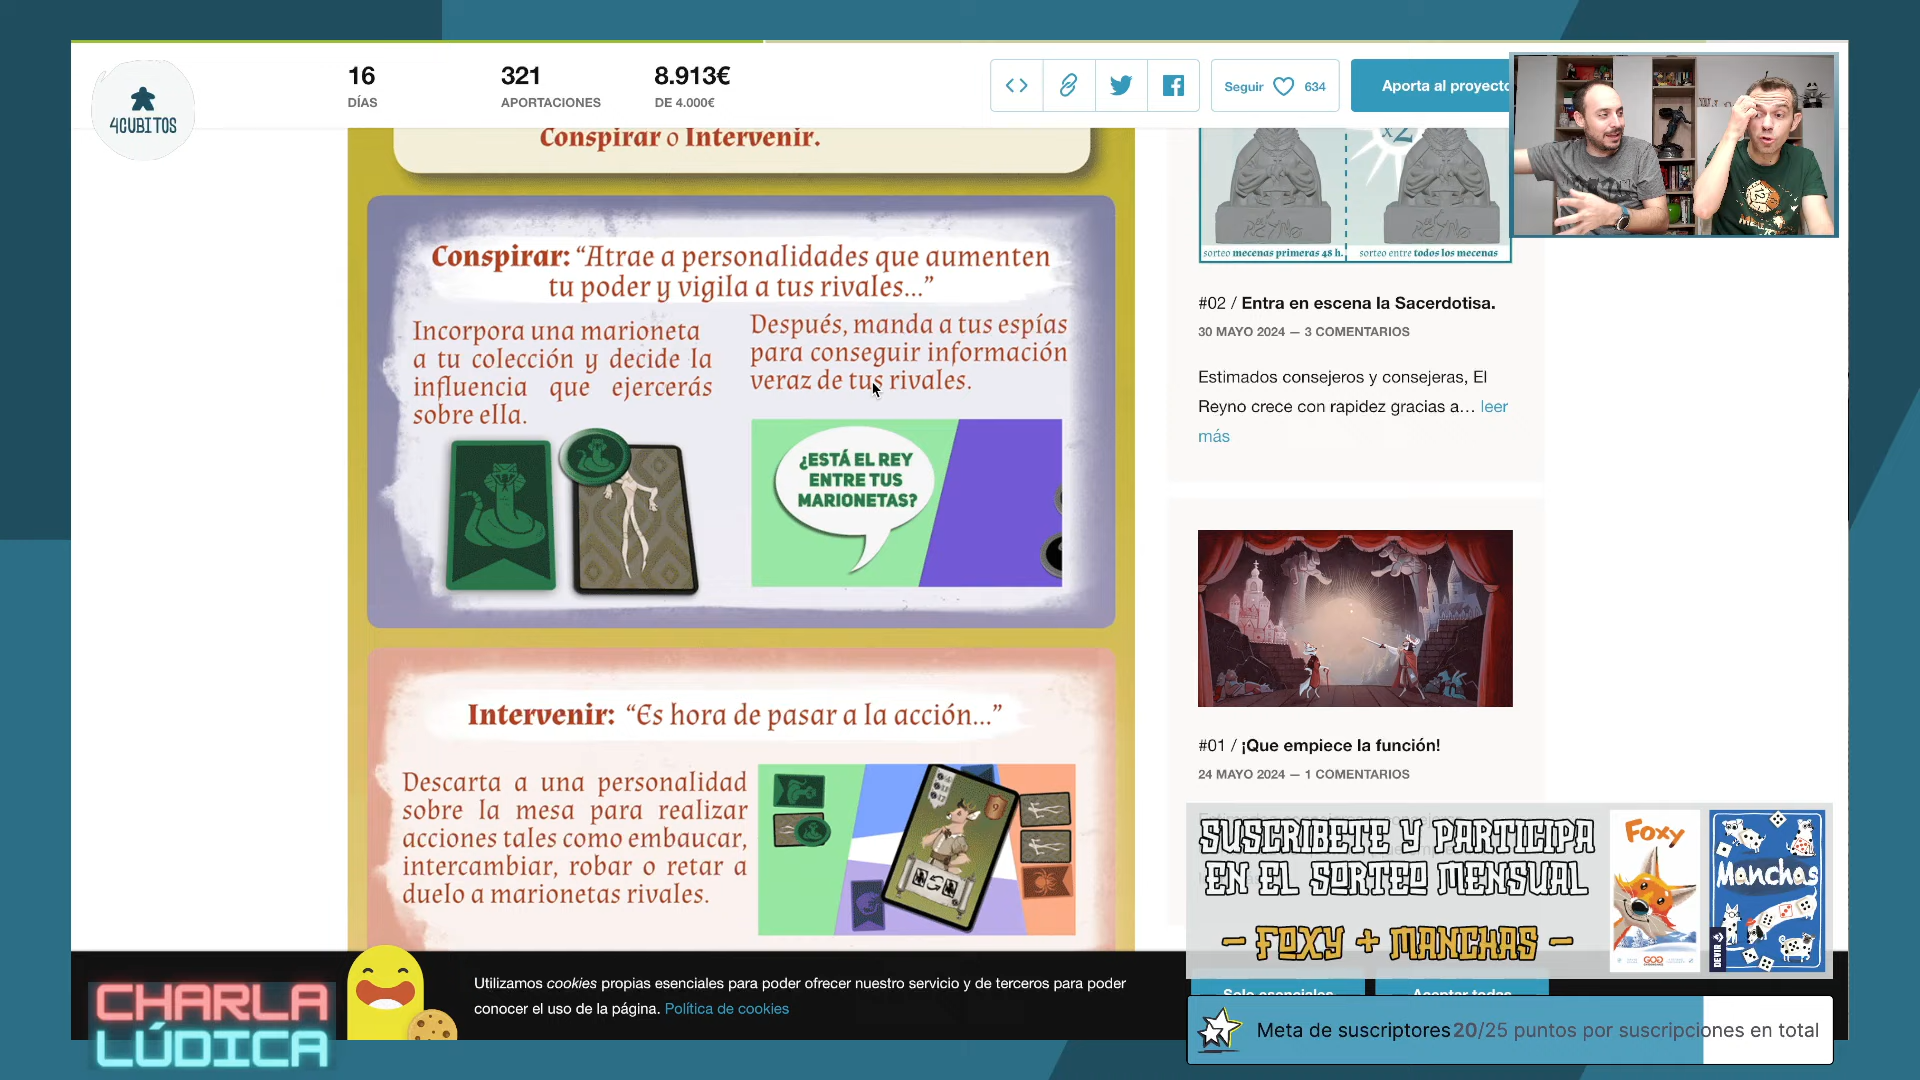 4CUBITOS
16
DÍAS
321
APORTACIONES
8.913€
DE 4.000€
Seguir
634
Aporta al proyecto
Conspirar o Intervenir.
Conspirar: “Atrae a personalidades que aumenten
tu poder y vigila a tus rivales...”
Incorpora una marioneta
a tu colección y decide la
influencia que ejercerás
sobre ella.
Después, manda a tus espías
para conseguir información
veraz de tus rivales.
¿ESTÁ EL REY
ENTRE TUS
MARIONETAS?
Intervenir: “Es hora de pasar a la acción...”
Descarta a una personalidad
sobre la mesa para realizar
acciones tales como embaucar,
intercambiar, robar o retar a
duelo a marionetas rivales.
9
x2
sorteo mecenas primeras 48 h.
sorteo entre todos los mecenas
#02 / Entra en escena la Sacerdotisa.
30 MAYO 2024 — 3 COMENTARIOS
Estimados consejeros y consejeras, El
Reyno crece con rapidez gracias a... leer
más
#01 / ¡Que empiece la función!
24 MAYO 2024 — 1 COMENTARIOS
SUSCRIBETE Y PARTICIPA
EN EL SORTEO MENSUAL
– FOXY + MANCHAS –
Foxy
Manchas
DEVIR
Utilizamos cookies propias esenciales para poder ofrecer nuestro servicio y de terceros para poder
conocer el uso de la página. Política de cookies
Solo esenciales
Aceptar todas
CHARLA
LÚDICA
Meta de suscriptores 20/25 puntos por suscripciones en total